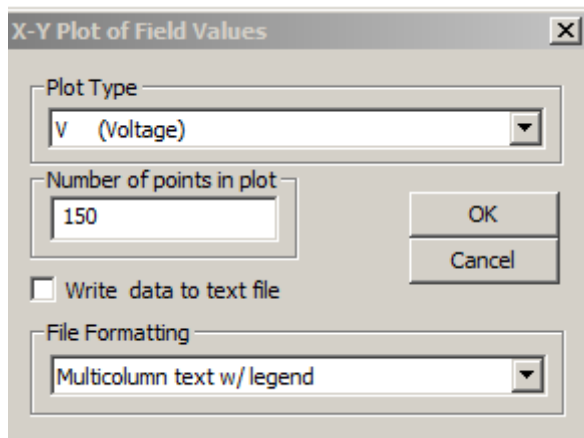 X-Y Plot of Field Values
Plot Type
V (Voltage)
Number of points in plot
150
OK
Cancel
Write data to text file
File Formatting
Multicolumn text w/ legend